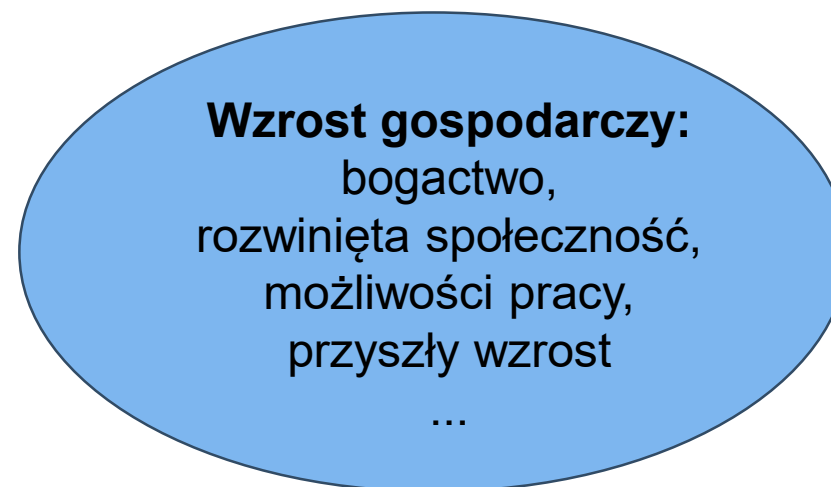 Wzrost gospodarczy:
bogactwo,
rozwinięta społeczność,
możliwości pracy,
przyszły wzrost
...